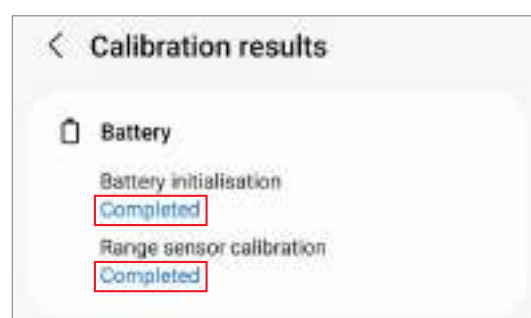 Calibration results
Battery
Battery initialisation
Completed
Range sensor calibration
Completed